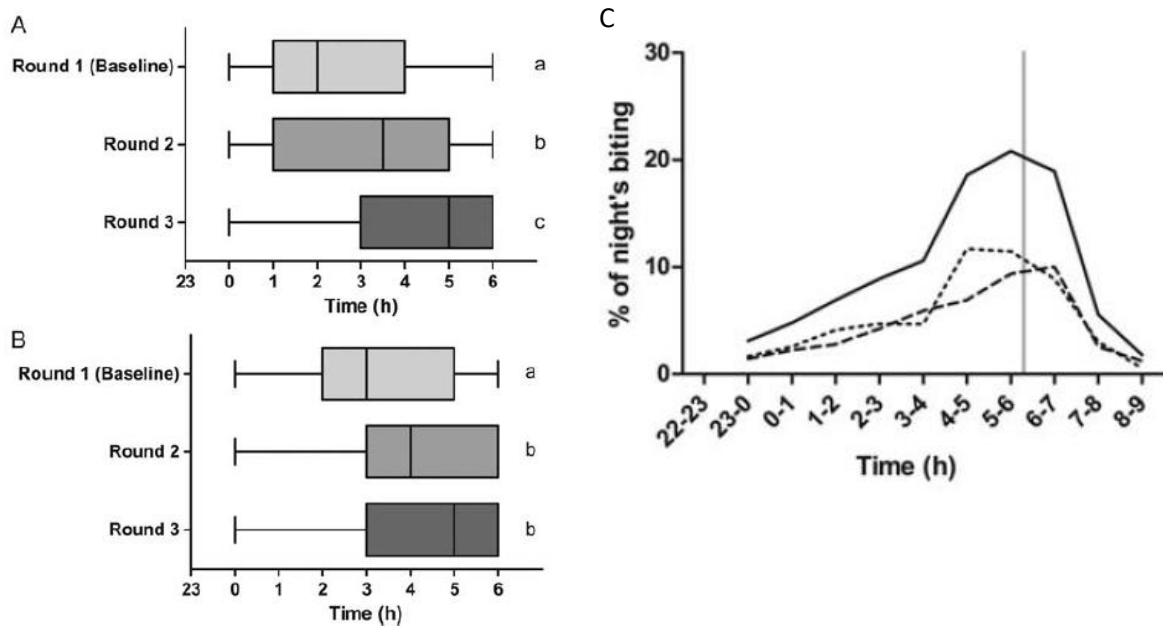 A
Round 1 (Baseline)
a
Round 2
b
Round 3
c
23 0 1 2 3 4 5 6
Time (h)
B
Round 1 (Baseline)
a
Round 2
b
Round 3
b
23 0 1 2 3 4 5 6
Time (h)
C
30
20
10
0
% of night's biting
22-23 23-0 0-1 1-2 2-3 3-4 4-5 5-6 6-7 7-8 8-9
Time (h)